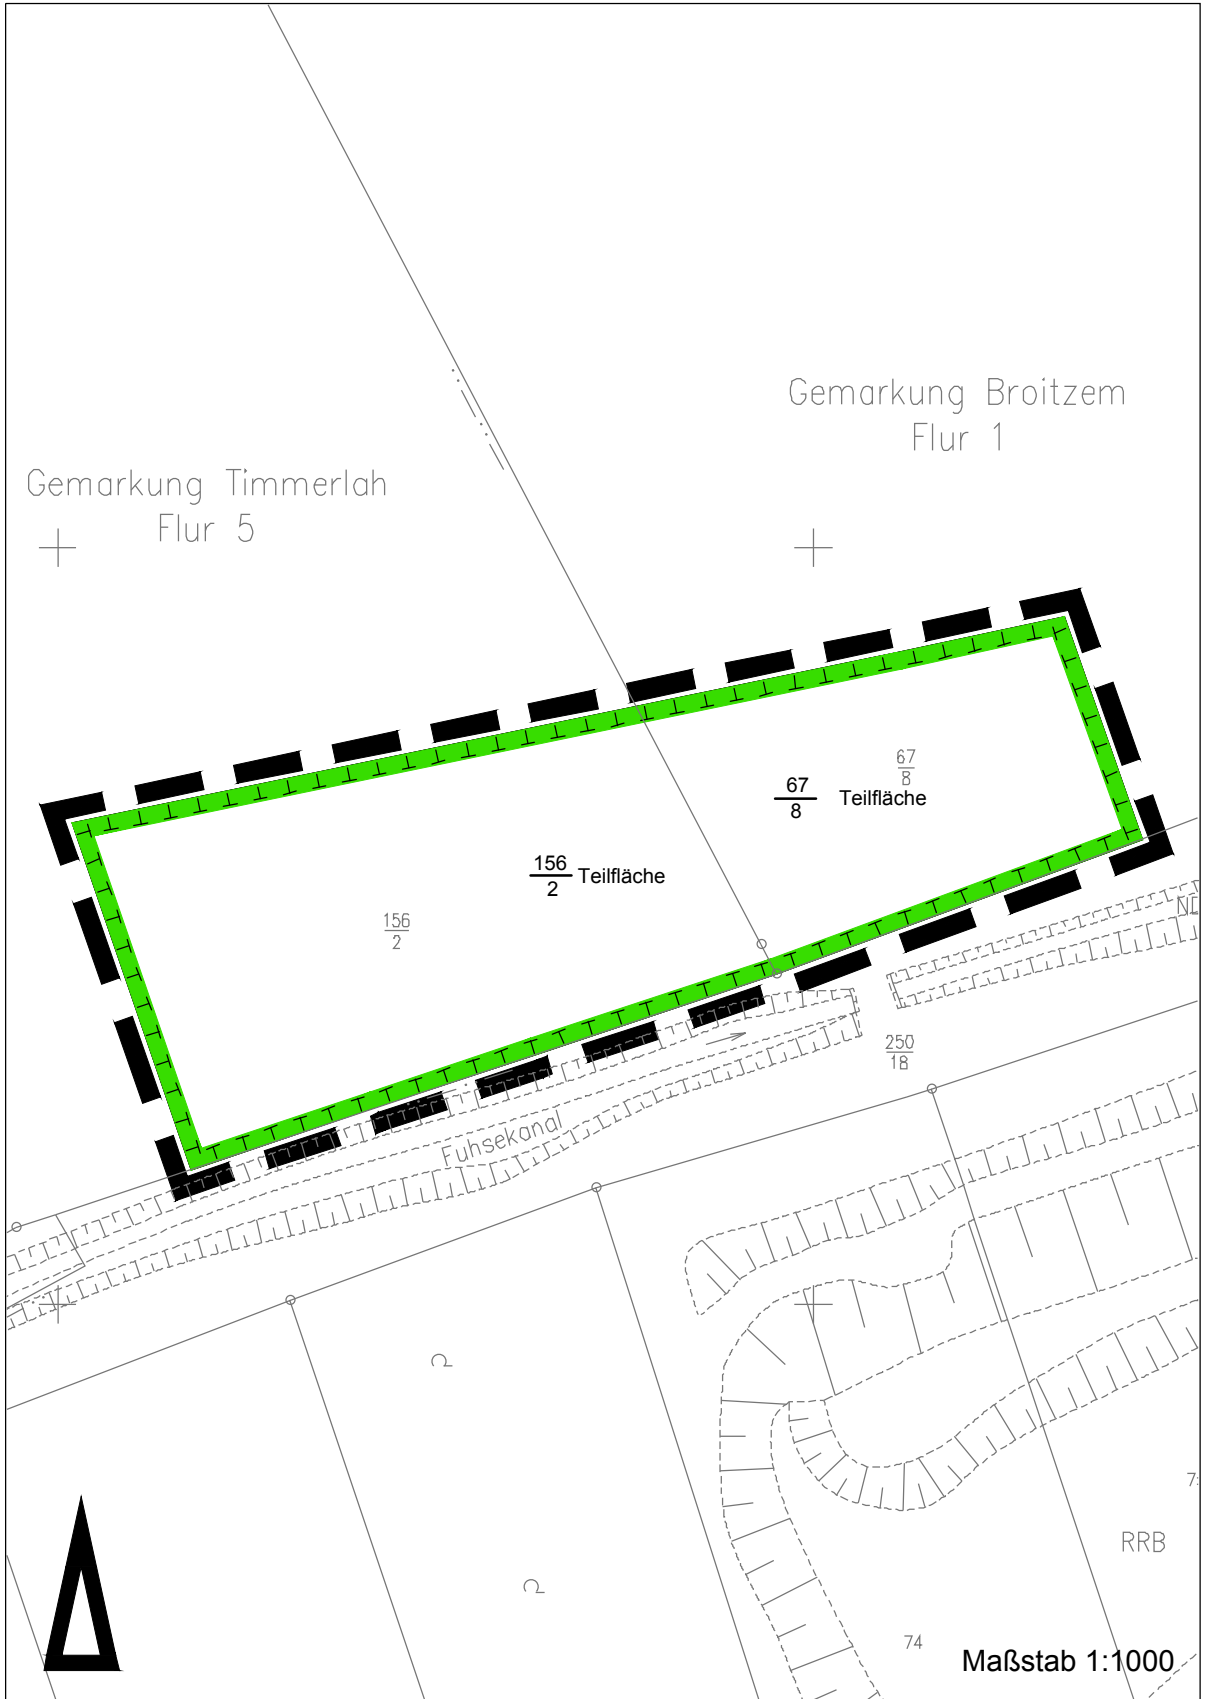 Gemarkung Broitzem
Flur 1
Gemarkung Timmerlah
Flur 5
67
8
67
8
Teilfläche
156
2
Teilfläche
156
2
250
18
Fuhsekanal
RRB
74
Maßstab 1:1000